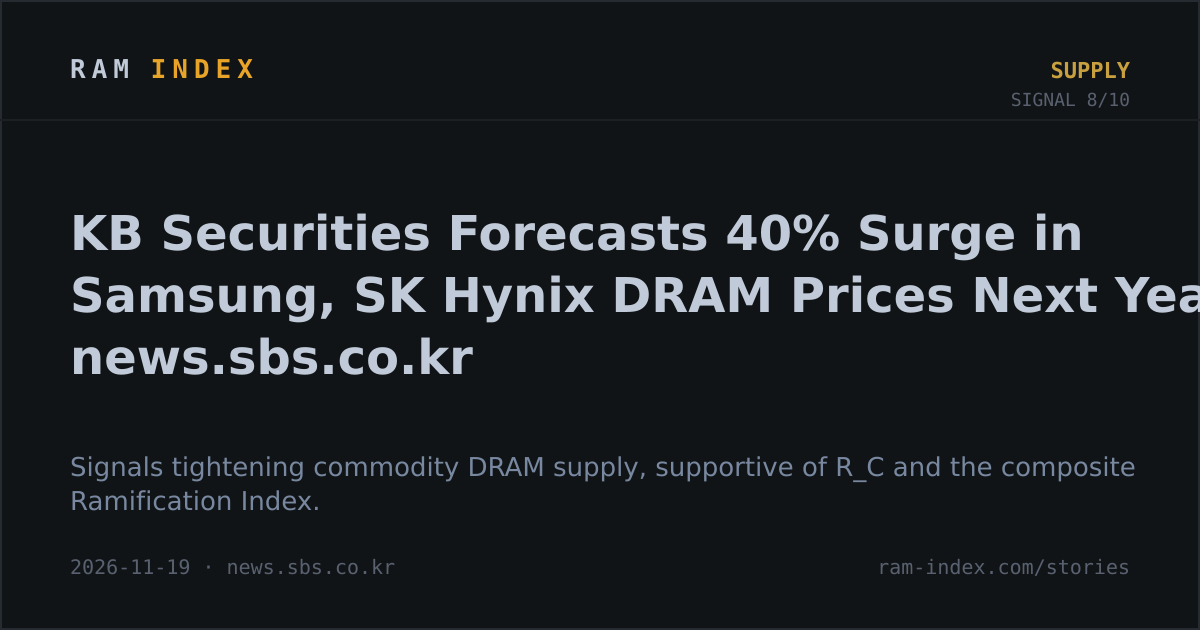 RAM INDEX
SUPPLY
SIGNAL 8/10
KB Securities Forecasts 40% Surge in
Samsung, SK Hynix DRAM Prices Next Yea
news.sbs.co.kr
Signals tightening commodity DRAM supply, supportive of R_C and the composite
Ramification Index.
2026-11-19 · news.sbs.co.kr
ram-index.com/stories